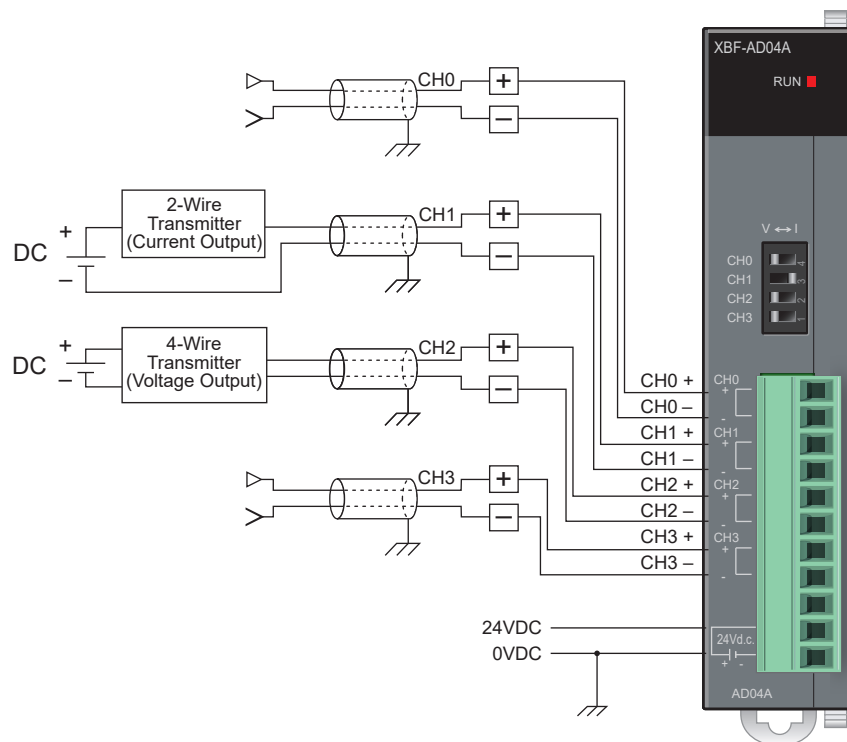 XBF-AD04A
RUN
CH0 +
–
2-Wire
Transmitter
(Current Output)
DC + –
CH1 +
–
V ↔ I
CH0 4
CH1 3
CH2 2
CH3 1
4-Wire
Transmitter
(Voltage Output)
DC + –
CH2 +
–
CH3 +
–
CH0 +
CH0 –
CH1 +
CH1 –
CH2 +
CH2 –
CH3 +
CH3 –
CH0
+
-
CH1
+
-
CH2
+
-
CH3
+
-
24VDC
0VDC
24Vd.c.
+ -
AD04A